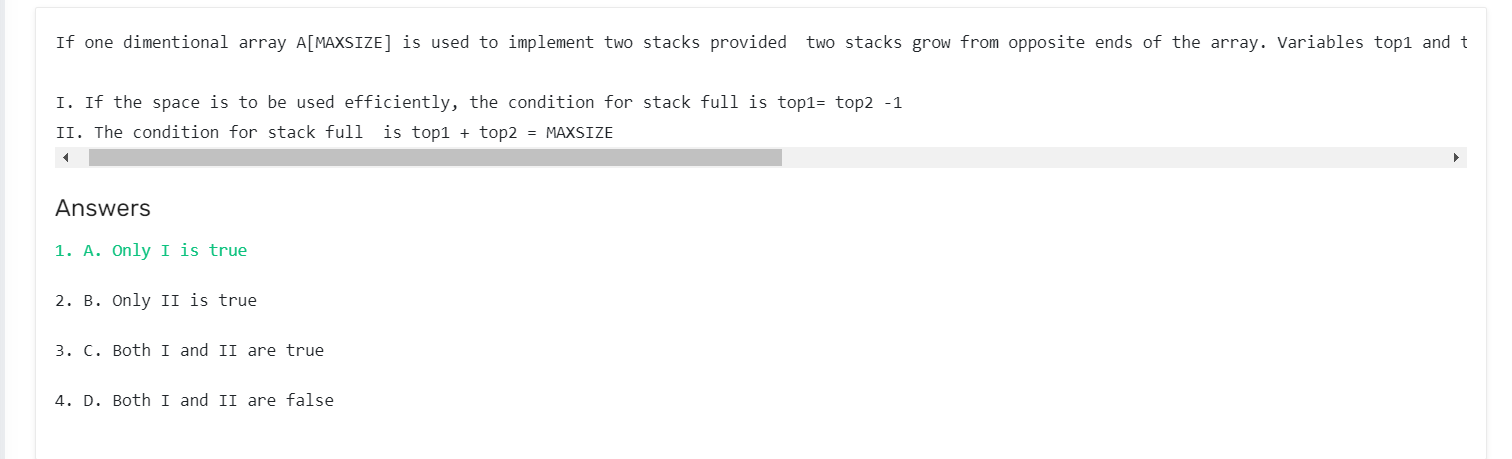 If one dimentional array A[MAXSIZE] is used to implement two stacks provided  two stacks grow from opposite ends of the array. Variables top1 and t
I. If the space is to be used efficiently, the condition for stack full is top1= top2 -1
II. The condition for stack full  is top1 + top2 = MAXSIZE
Answers
1. A. Only I is true
2. B. Only II is true
3. C. Both I and II are true
4. D. Both I and II are false